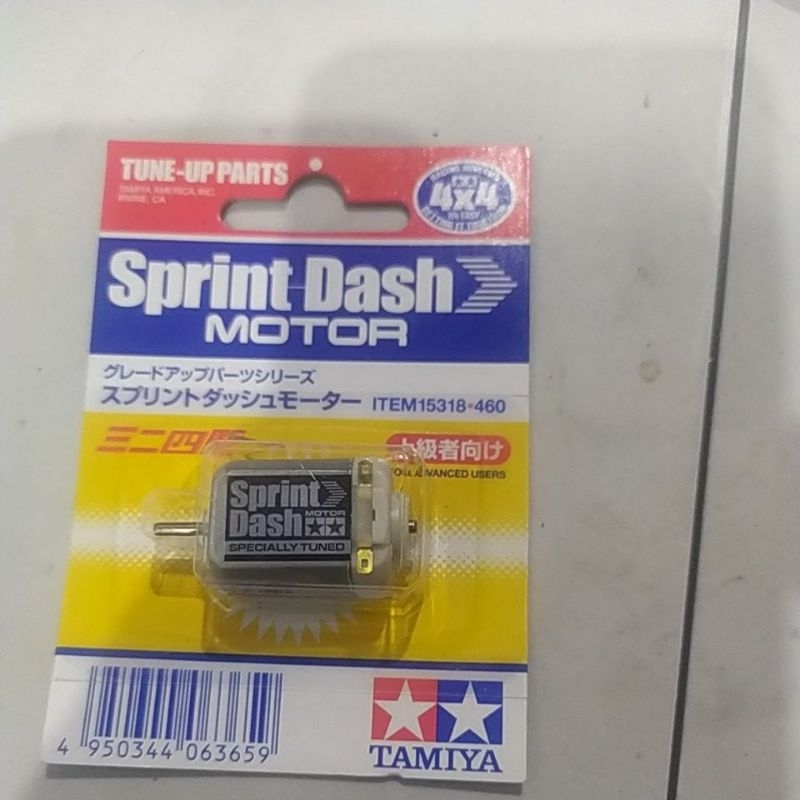 TUNE-UP PARTS
TAMIYA AMERICA, INC.
IRVINE, CA
4x4
Sprint Dash
MOTOR
グレードアップパーツシリーズ
スプリントダッシュモーター ITEM15318・460
ミニ四駆
上級者向け
FOR ADVANCED USERS
Sprint
Dash
MOTOR
SPECIALLY TUNED
4 950344 063659
TAMIYA